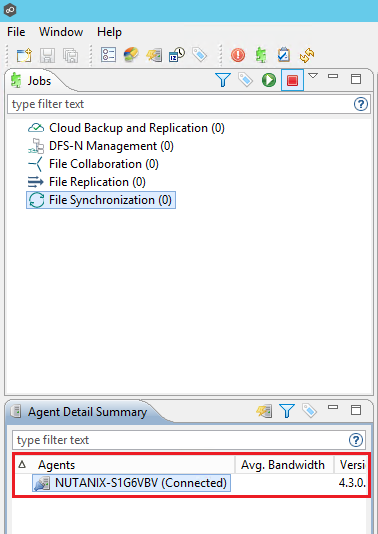 File Window Help
Jobs
type filter text
Cloud Backup and Replication (0)
DFS-N Management (0)
File Collaboration (0)
File Replication (0)
File Synchronization (0)
Agent Detail Summary
type filter text
Agents Avg. Bandwidth Versi
NUTANIX-S1G6VBV (Connected) 4.3.0.